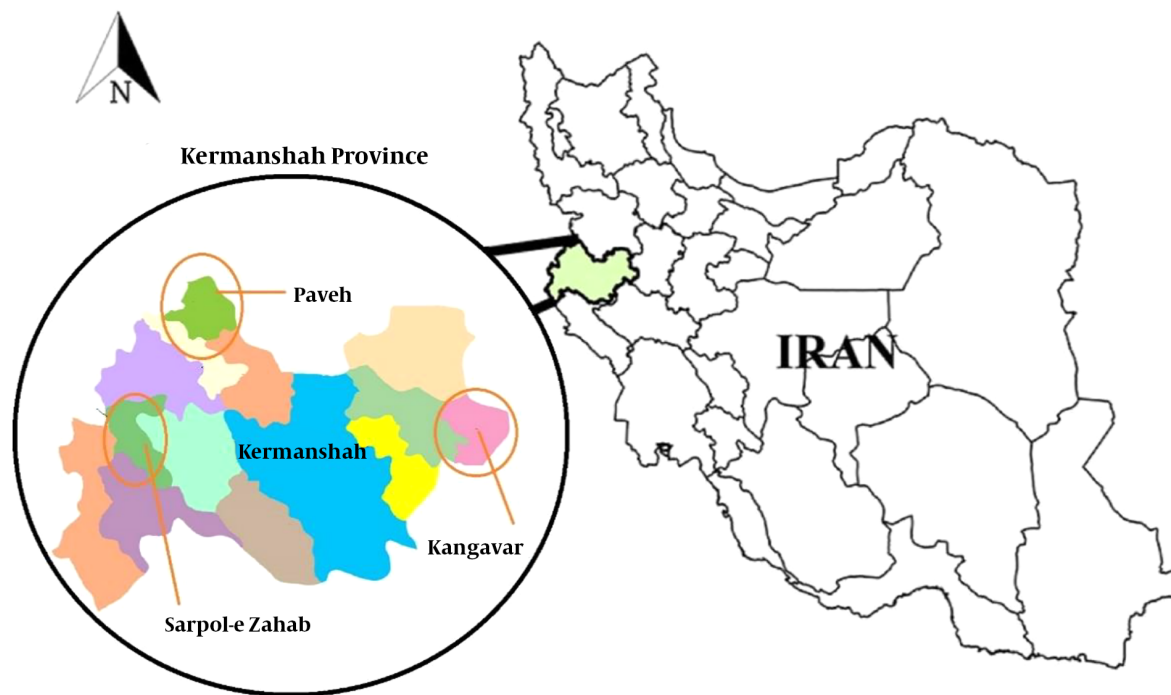 N
Kermanshah Province
Paveh
IRAN
Kermanshah
Kangavar
Sarpol-e Zahab